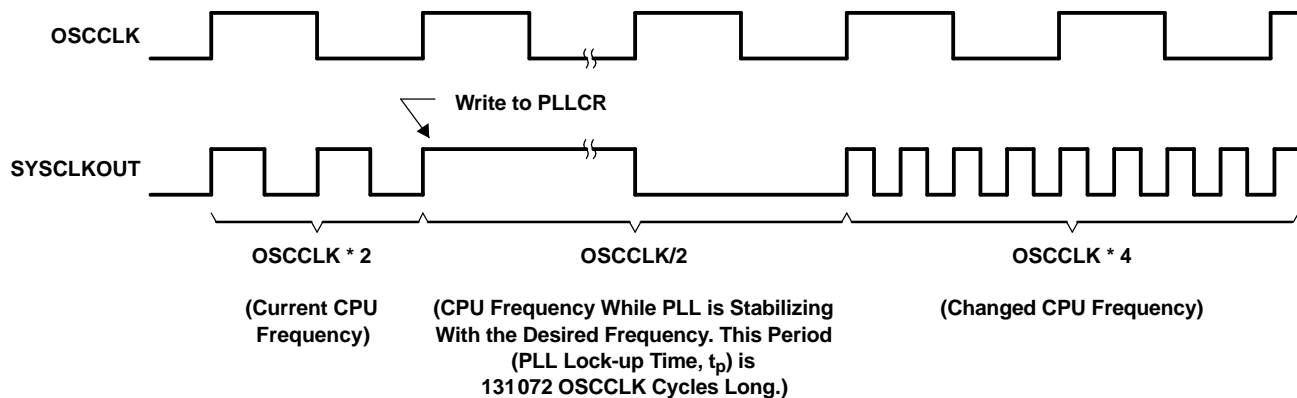 OSCCLK
Write to PLLCR
SYSCLKOUT
OSCCLK * 2
OSCCLK/2
OSCCLK * 4
(Current CPU
Frequency)
(CPU Frequency While PLL is Stabilizing
With the Desired Frequency. This Period
(PLL Lock-up Time, tp) is
131072 OSCCLK Cycles Long.)
(Changed CPU Frequency)